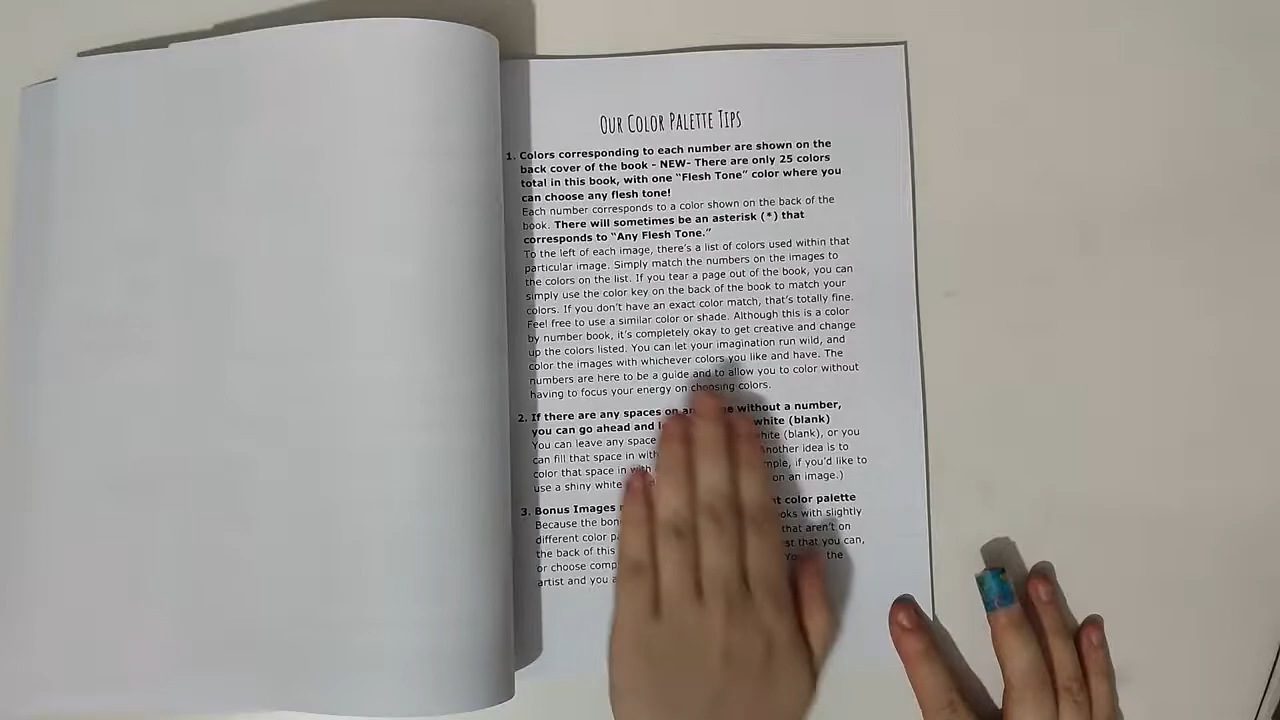 OUR COLOR PALETTE TIPS
1. Colors corresponding to each number are shown on the
back cover of the book - NEW- There are only 25 colors
total in this book, with one “Flesh Tone” color where you
can choose any flesh tone!
Each number corresponds to a color shown on the back of the
book. There will sometimes be an asterisk (*) that
corresponds to “Any Flesh Tone.”
To the left of each image, there’s a list of colors used within that
particular image. Simply match the numbers on the images to
the colors on the list. If you tear a page out of the book, you can
simply use the color key on the back of the book to match your
colors. If you don’t have an exact color match, that’s totally fine.
Feel free to use a similar color or shade. Although this is a color
by number book, it’s completely okay to get creative and change
up the colors listed. You can let your imagination run wild, and
color the images with whichever colors you like and have. The
numbers are here to be a guide and to allow you to color without
having to focus your energy on choosing colors.
2. If there are any spaces on without a number,
you can go ahead and white (blank)
You can leave any space white (blank), or you
can fill that space in with Another idea is to
color that space in with if you’d like to
use a shiny white on an image.)
3. Bonus Images color palette
Because the with slightly
different color that aren’t on
the back of this that you can,
or choose the
artist and you